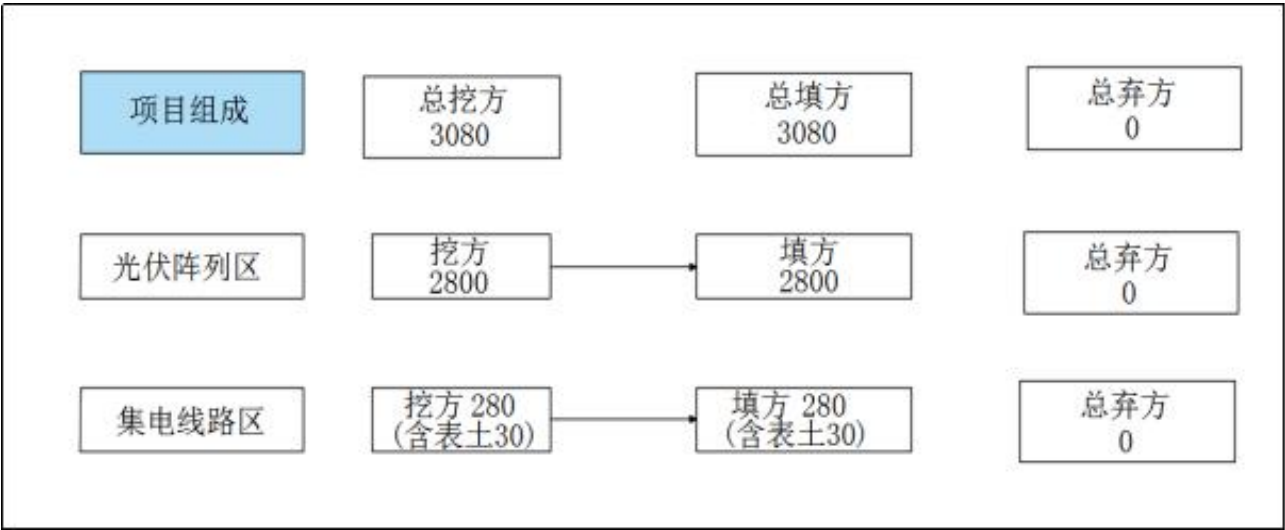 项目组成
总挖方
3080
总填方
3080
总弃方
0
光伏阵列区
挖方
2800
填方
2800
总弃方
0
集电线路区
挖方 280
(含表土30)
填方 280
(含表土30)
总弃方
0